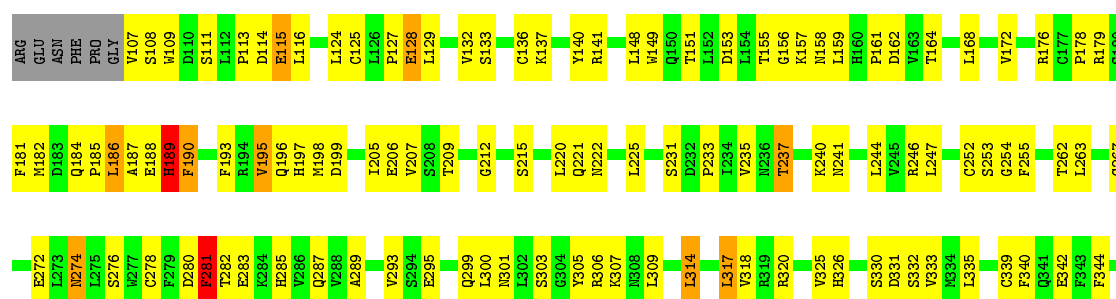 ARG GLU ASN PHE PRO GLY V107 S108 W109 D110 S111 L112 P113 D114 E115 L116 L124 C125 L126 P127 E128 L129 V132 S133 C136 K137 Y140 R141 L148 W149 Q150 T151 L152 D153 L154 T155 G156 K157 N158 L159 H160 P161 D162 V163 T164 L168 V172 R176 C177 P178 R179
F181 M182 D183 Q184 P185 L186 A187 E188 H189 F190 F193 R194 V195 Q196 H197 M198 D199 I205 E206 V207 S208 T209 G212 S215 L220 Q221 N222 L225 S231 D232 P233 I234 V235 N236 T237 K240 N241 L244 V245 R246 L247 C252 S253 G254 F255 T262 L263
E272 L273 N274 L275 S276 W277 C278 F279 D280 F281 T282 E283 K284 H285 V286 Q287 V288 A289 V293 S294 E295 Q299 L300 N301 L302 S303 G304 Y305 R306 K307 N308 L309 L314 L317 V318 R319 R320 V325 H326 S330 D331 S332 V333 M334 L335 C339 F340 Q341 E342 F343 F344